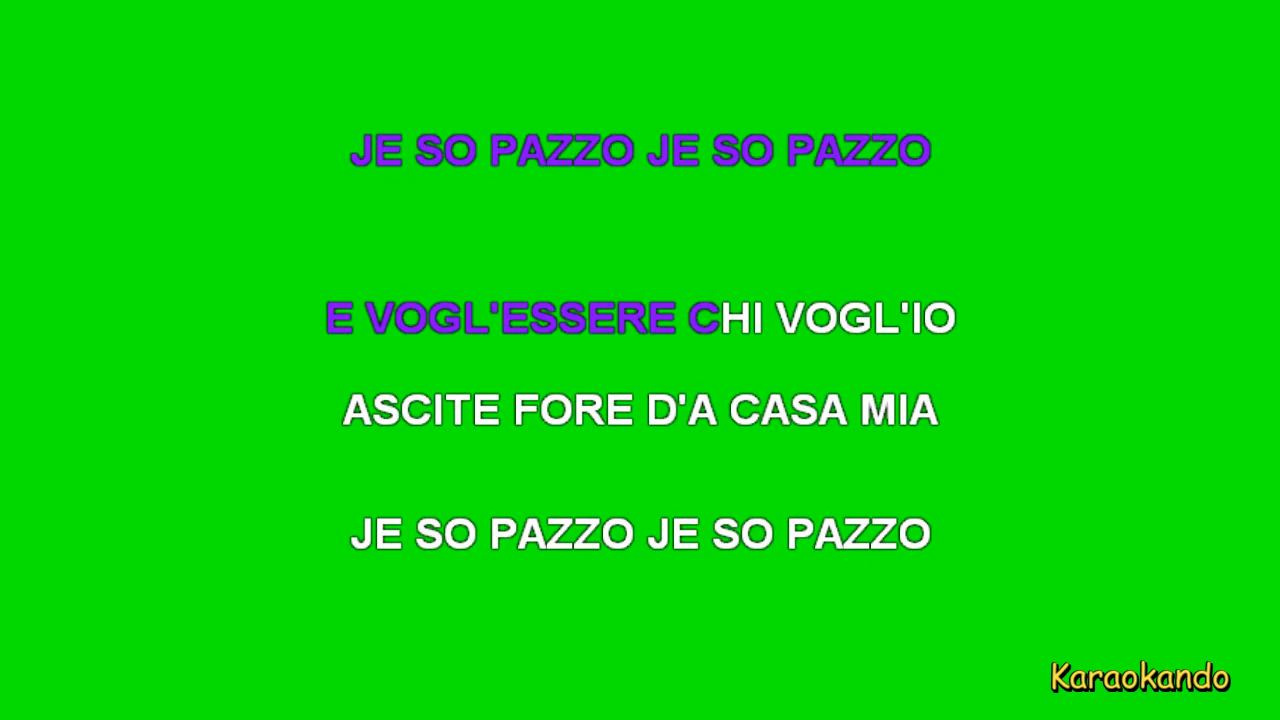 JE SO PAZZO JE SO PAZZO
E VOGL'ESSERE CHI VOGL'IO
ASCITE FORE D'A CASA MIA
JE SO PAZZO JE SO PAZZO
Karaokando